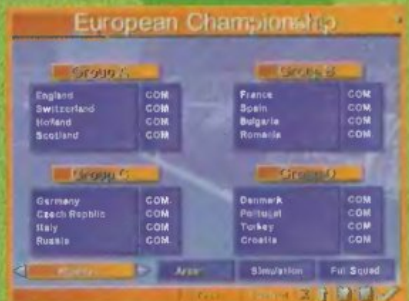 European Championship
Group A
Group B
England COM
Switzerland COM
Holland COM
Scotland COM
France COM
Spain COM
Bulgaria COM
Romania COM
Group C
Group D
Germany COM
Czech Repblic COM
Italy COM
Russia COM
Denmark COM
Portugal COM
Turkey COM
Croatia COM
Simulation Full Squad